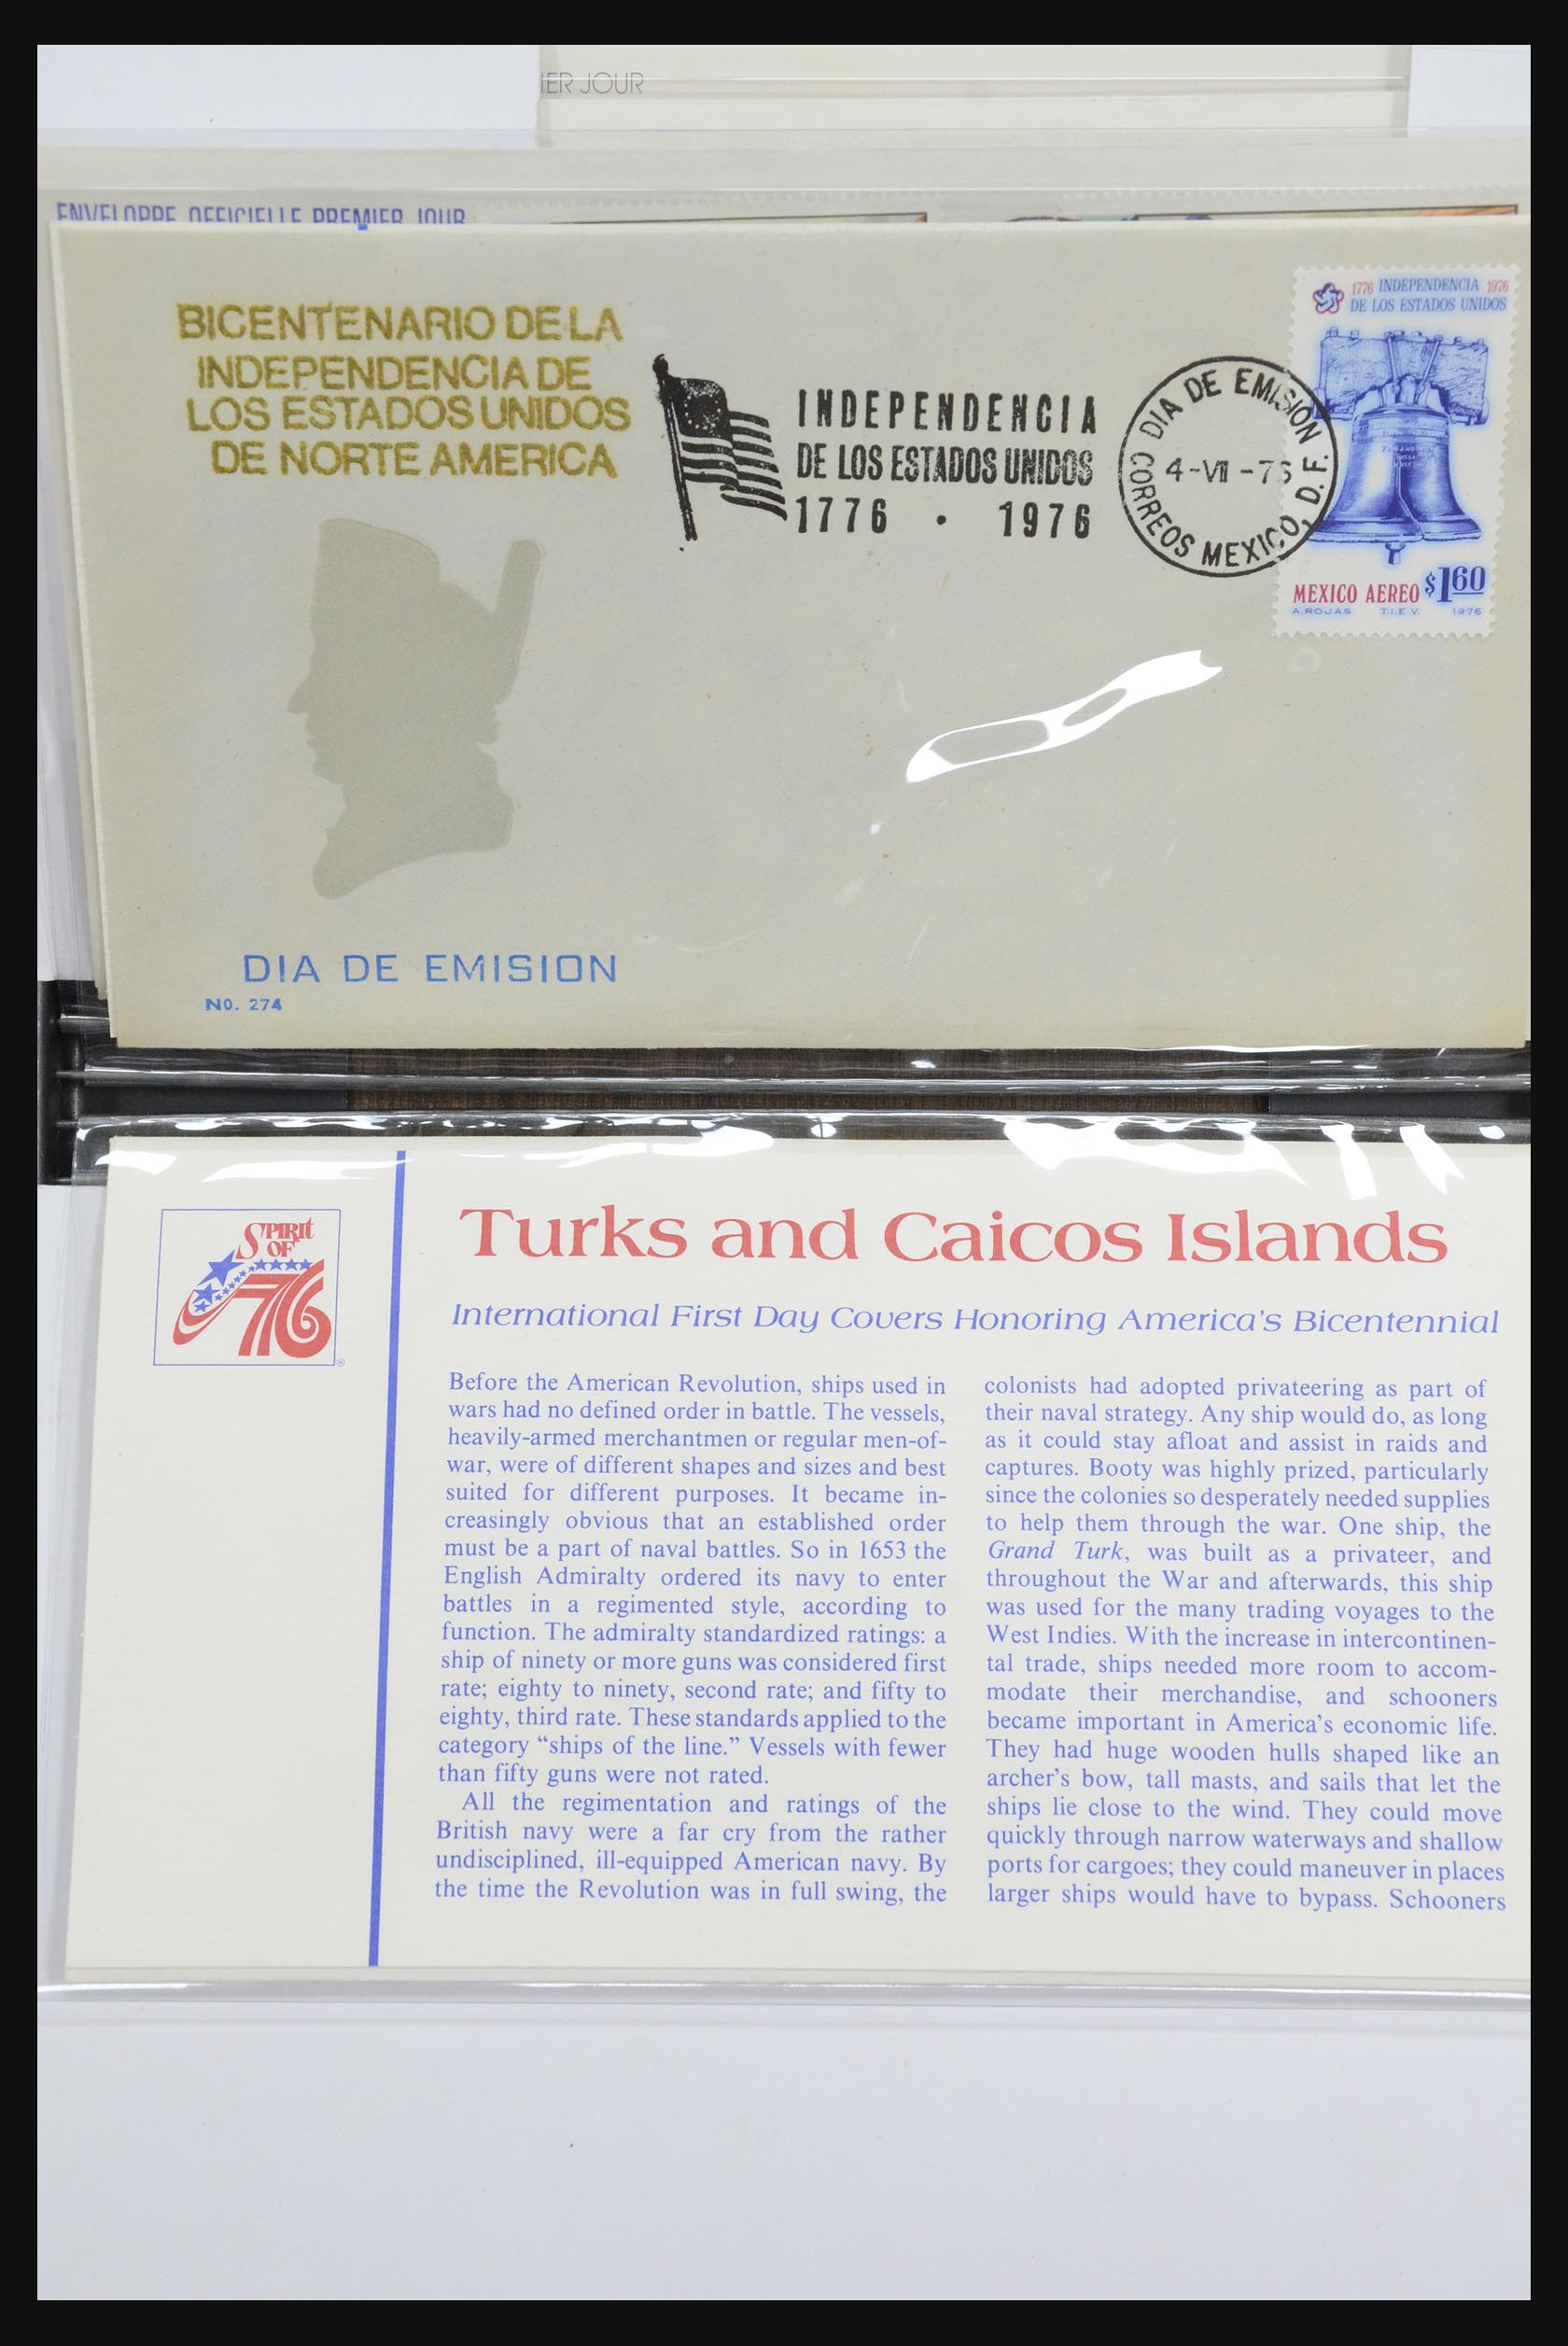 IER JOUR
ENVELOPPE OFFICIELLE PREMIER JOUR
BICENTENARIO DE LA
INDEPENDENCIA DE
LOS ESTADOS UNIDOS
DE NORTE AMERICA
INDEPENDENCIA
DE LOS ESTADOS UNIDOS
1776 • 1976
DIA DE EMISION
4-VII-76
CORREOS MEXICO, D.F.
1776 INDEPENDENCIA 1976
DE LOS ESTADOS UNIDOS
MEXICO AEREO $1.60
A. ROJAS T.I.E.V. 1976
DIA DE EMISION
NO. 274
SPIRIt
OF
76
®
Turks and Caicos Islands
International First Day Covers Honoring America's Bicentennial
Before the American Revolution, ships used in
wars had no defined order in battle. The vessels,
heavily-armed merchantmen or regular men-of-
war, were of different shapes and sizes and best
suited for different purposes. It became in-
creasingly obvious that an established order
must be a part of naval battles. So in 1653 the
English Admiralty ordered its navy to enter
battles in a regimented style, according to
function. The admiralty standardized ratings: a
ship of ninety or more guns was considered first
rate; eighty to ninety, second rate; and fifty to
eighty, third rate. These standards applied to the
category “ships of the line.” Vessels with fewer
than fifty guns were not rated.
All the regimentation and ratings of the
British navy were a far cry from the rather
undisciplined, ill-equipped American navy. By
the time the Revolution was in full swing, the
colonists had adopted privateering as part of
their naval strategy. Any ship would do, as long
as it could stay afloat and assist in raids and
captures. Booty was highly prized, particularly
since the colonies so desperately needed supplies
to help them through the war. One ship, the
Grand Turk, was built as a privateer, and
throughout the War and afterwards, this ship
was used for the many trading voyages to the
West Indies. With the increase in intercontinen-
tal trade, ships needed more room to accom-
modate their merchandise, and schooners
became important in America's economic life.
They had huge wooden hulls shaped like an
archer's bow, tall masts, and sails that let the
ships lie close to the wind. They could move
quickly through narrow waterways and shallow
ports for cargoes; they could maneuver in places
larger ships would have to bypass. Schooners